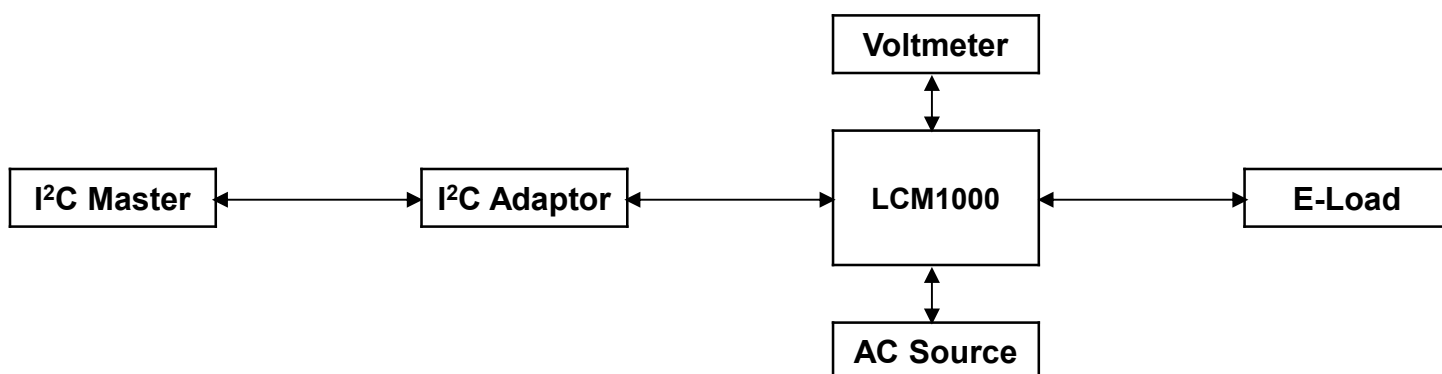 Voltmeter
I²C Master
I²C Adaptor
LCM1000
E-Load
AC Source